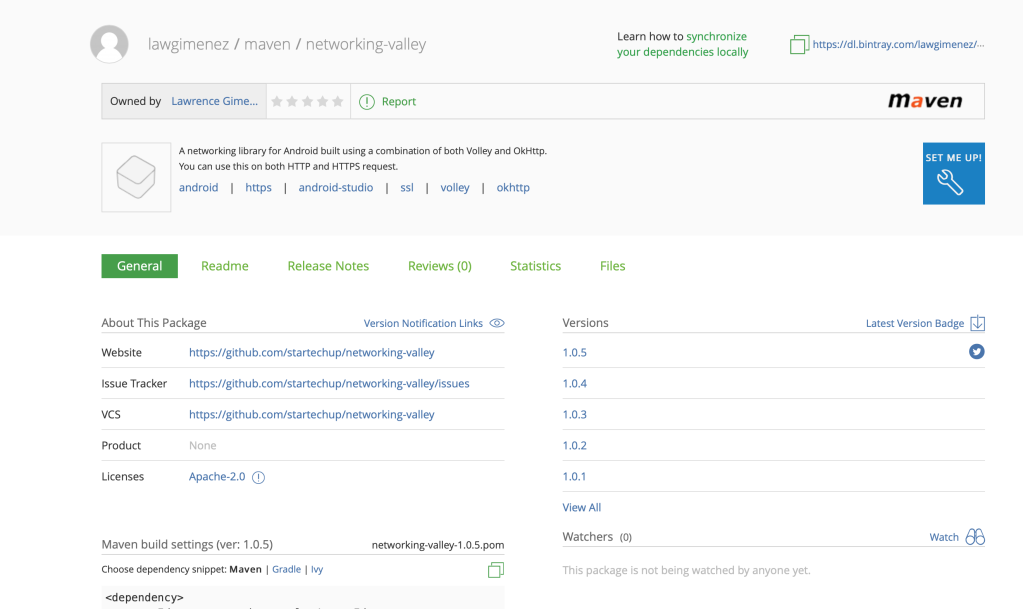 lawgimenez / maven / networking-valley
Learn how to synchronize
your dependencies locally
https://dl.bintray.com/lawgimenez/···
Owned by Lawrence Gime...
Report
maven
A networking library for Android built using a combination of both Volley and OkHttp.
You can use this on both HTTP and HTTPS request.
android | https | android-studio | ssl | volley | okhttp
SET ME UP!
General Readme Release Notes Reviews (0) Statistics Files
About This Package Version Notification Links
Website https://github.com/startechup/networking-valley
Issue Tracker https://github.com/startechup/networking-valley/issues
VCS https://github.com/startechup/networking-valley
Product None
Licenses Apache-2.0
Versions Latest Version Badge
1.0.5
1.0.4
1.0.3
1.0.2
1.0.1
View All
Maven build settings (ver: 1.0.5) networking-valley-1.0.5.pom
Choose dependency snippet: Maven | Gradle | Ivy
<dependency>
Watchers (0) Watch
This package is not being watched by anyone yet.